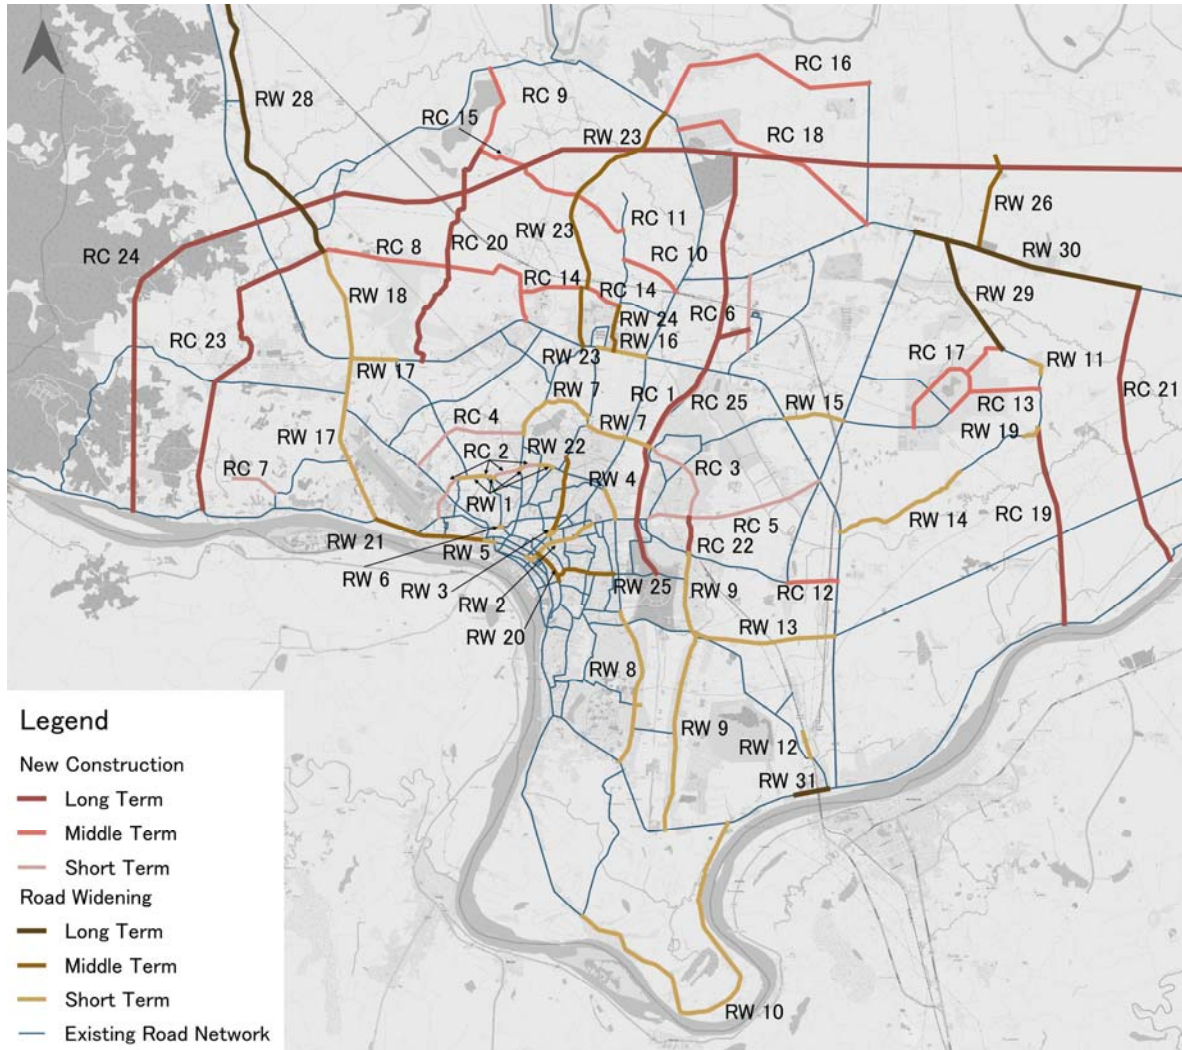 RC 16
RW 28
RC 9
RC 15
RW 23
RC 18
RW 26
RC 11
RW 23
RC 20
RC 24
RC 8
RC 10
RW 30
RC 14
RC 14
RW 29
RW 18
RW 24
RC 6
RC 23
RW 16
RW 23
RC 17
RW 11
RW 17
RW 7
RC 1
RC 25
RC 21
RC 13
RW 15
RC 4
RW 7
RW 17
RW 22
RW 19
RC 2
RC 7
RC 3
RW 4
RW 1
RW 14
RC 19
RC 5
RW 21
RW 5
RC 22
RW 6
RW 3
RW 25
RW 9
RC 12
RW 2
RW 20
RW 13
RW 8
RW 9
RW 12
RW 31
RW 10
Legend
New Construction
Long Term
Middle Term
Short Term
Road Widening
Long Term
Middle Term
Short Term
Existing Road Network